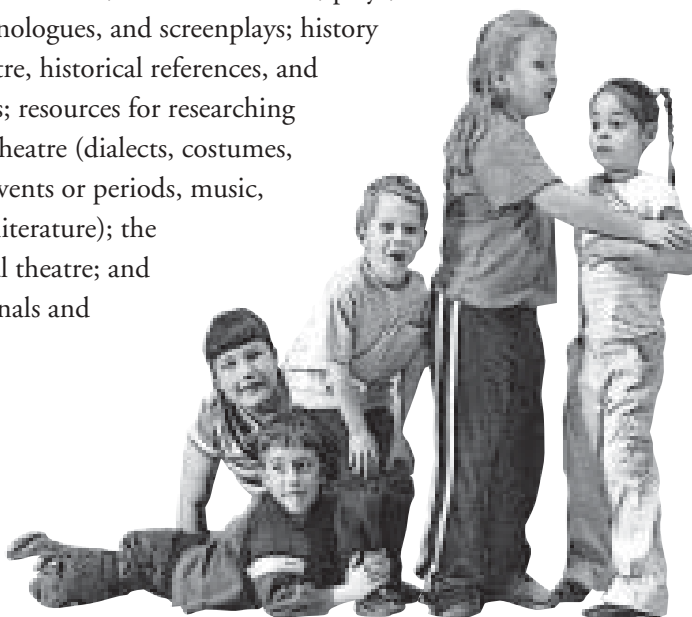 nologues, and screenplays; history
tre, historical references, and
s; resources for researching
heatre (dialects, costumes,
vents or periods, music,
literature); the
l theatre; and
nals and